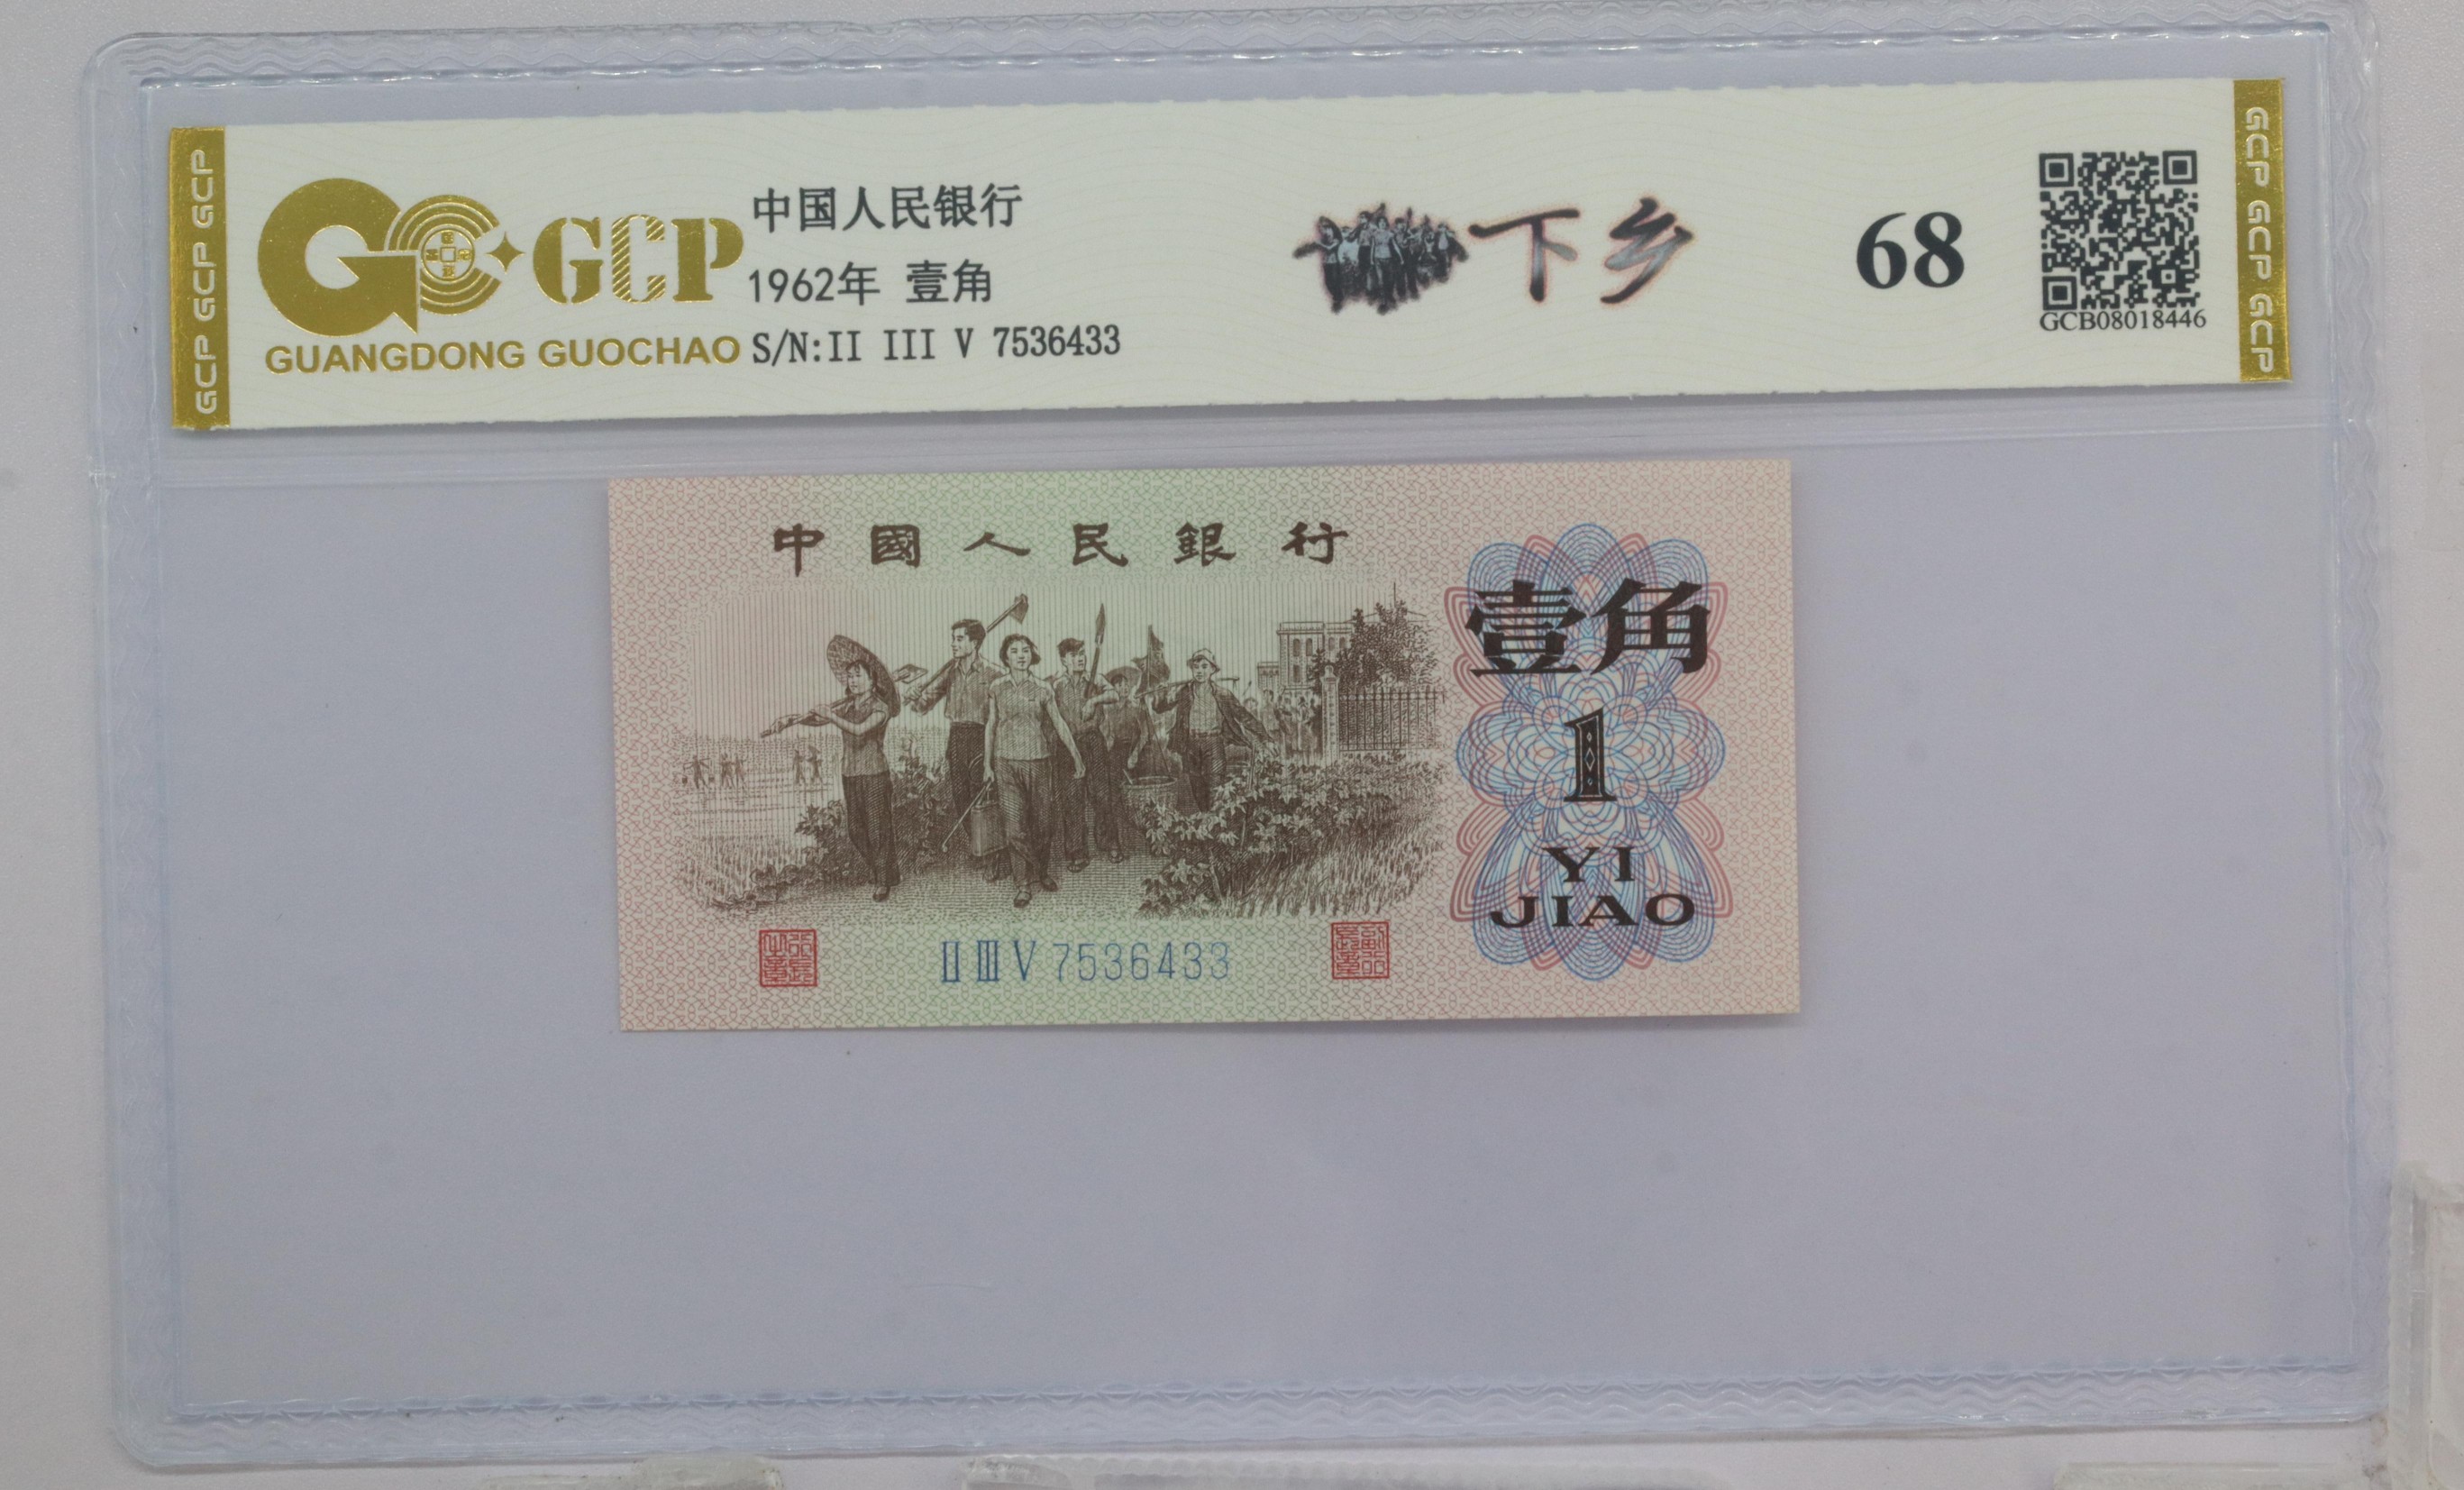 GCP GCP GCP
GCP
GUANGDONG GUOCHAO
中国人民银行
1962年 壹角
S/N:II III V 7536433
下乡
68
GCB08018446
GCP GCP GCP
中國人民銀行
壹角
1
YI
JIAO
II III V 7536433